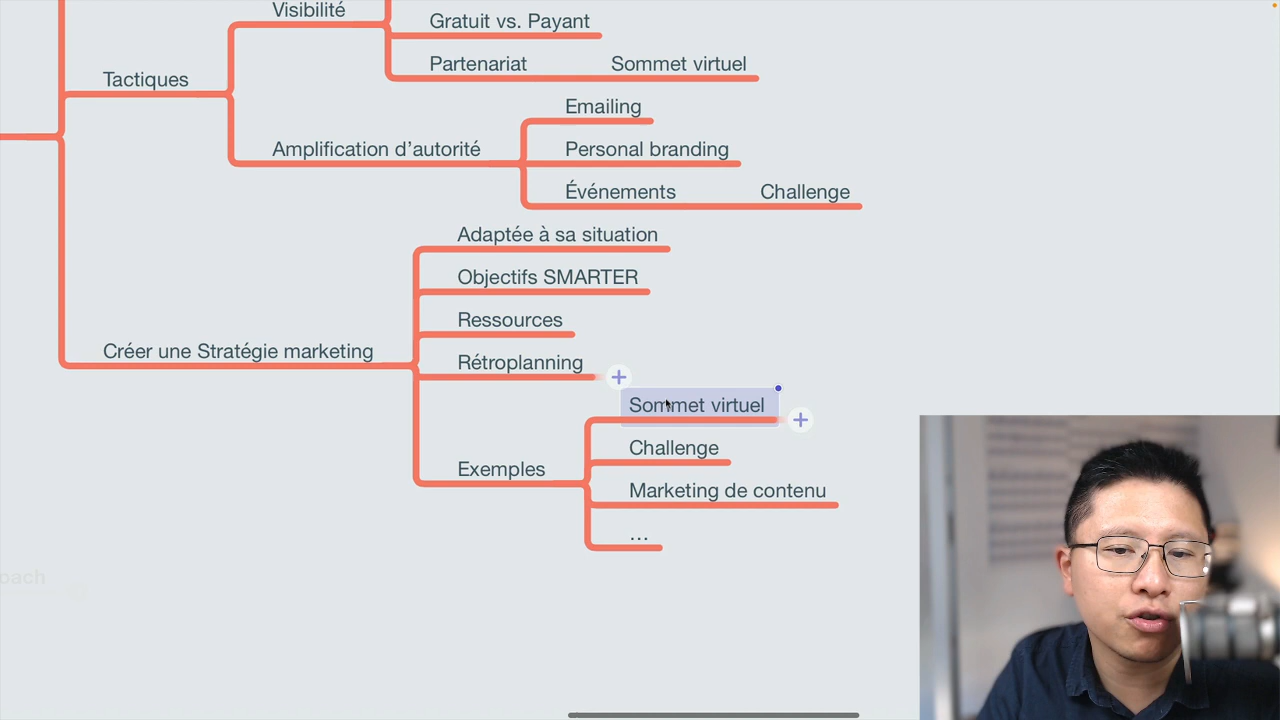 Visibilité
Gratuit vs. Payant
Partenariat
Sommet virtuel
Tactiques
Emailing
Amplification d’autorité
Personal branding
Événements
Challenge
Adaptée à sa situation
Objectifs SMARTER
Ressources
Créer une Stratégie marketing
Rétroplanning
Sommet virtuel
Challenge
Exemples
Marketing de contenu
...
oach